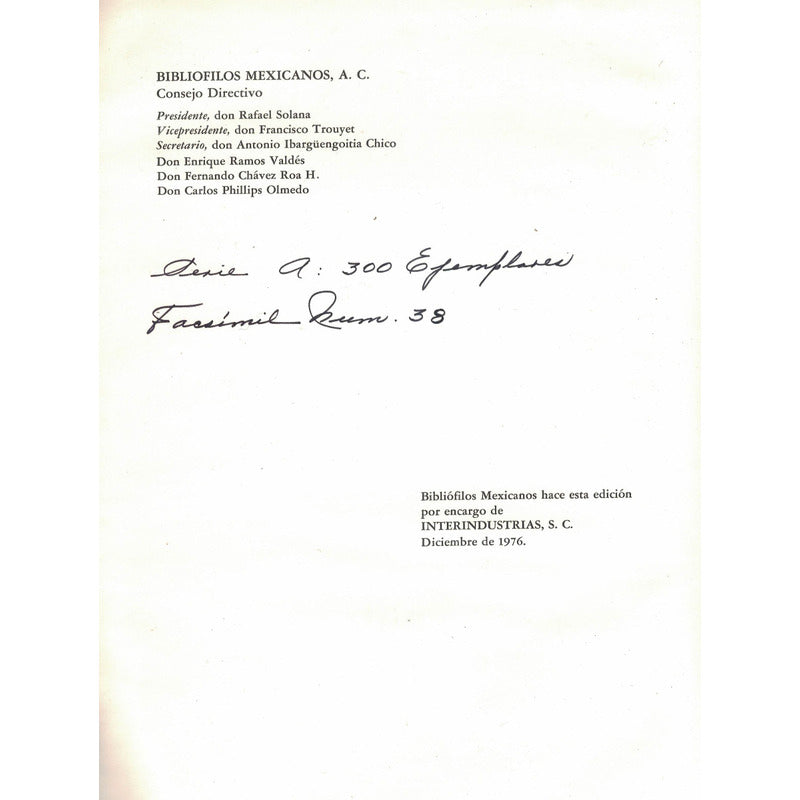 BIBLIOFILOS MEXICANOS, A. C.
Consejo Directivo
Presidente, don Rafael Solana
Vicepresidente, don Francisco Trouyet
Secretario, don Antonio Ibargüengoitia Chico
Don Enrique Ramos Valdés
Don Fernando Chávez Roa H.
Don Carlos Phillips Olmedo
Serie A: 300 Ejemplares
Facsímil Num. 38
Bibliófilos Mexicanos hace esta edición
por encargo de
INTERINDUSTRIAS, S. C.
Diciembre de 1976.